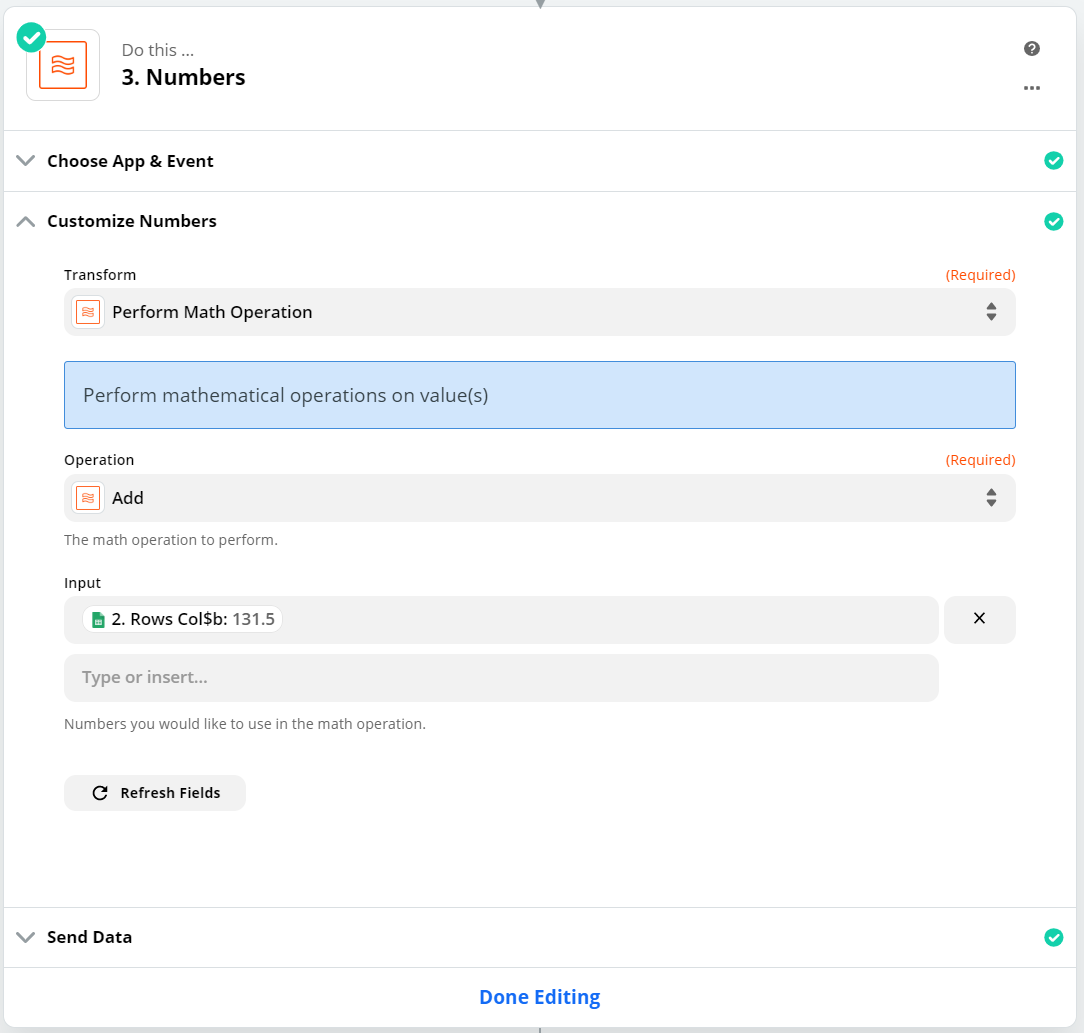 Do this ...
3. Numbers
Choose App & Event
Customize Numbers
Transform (Required)
Perform Math Operation
Perform mathematical operations on value(s)
Operation (Required)
Add
The math operation to perform.
Input
2. Rows Col$b: 131.5
Type or insert...
Numbers you would like to use in the math operation.
Refresh Fields
Send Data
Done Editing